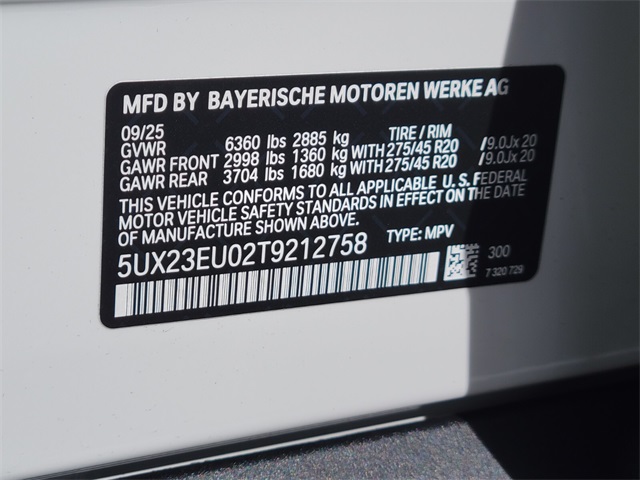 MFD BY BAYERISCHE MOTOREN WERKE AG
09/25
GVWR 6360 lbs 2885 kg TIRE / RIM
GAWR FRONT 2998 lbs 1360 kg WITH 275/45 R20 /9.0Jx20
GAWR REAR 3704 lbs 1680 kg WITH 275/45 R20 /9.0Jx20
THIS VEHICLE CONFORMS TO ALL APPLICABLE U.S. FEDERAL
MOTOR VEHICLE SAFETY STANDARDS IN EFFECT ON THE DATE
OF MANUFACTURE SHOWN ABOVE.
5UX23EU02T9212758 TYPE: MPV
300
7 320 729